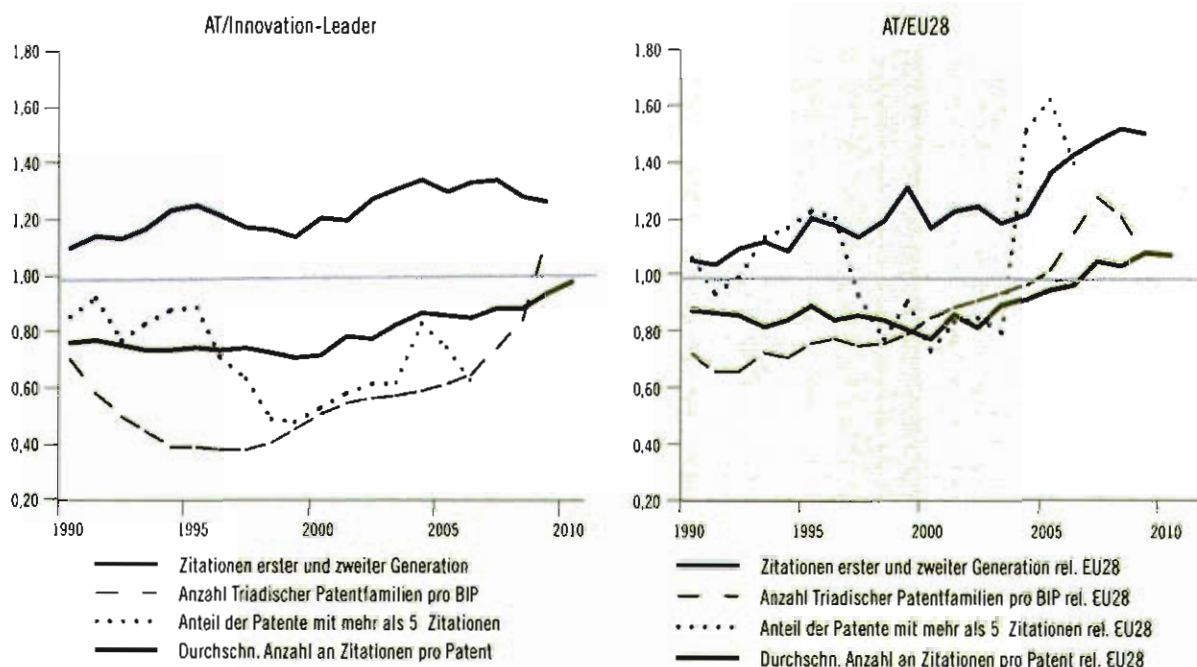 AT/Innovation-Leader
1,80
1,60
1,40
1,20
1,00
0,80
0,60
0,40
0,20
1990 1995 2000 2005 2010
Zitationen erster und zweiter Generation
Anzahl Triadischer Patentfamilien pro BIP
Anteil der Patente mit mehr als 5 Zitationen
Durchschn. Anzahl an Zitationen pro Patent
AT/EU28
1,80
1,60
1,40
1,20
1,00
0,80
0,60
0,40
0,20
1990 1995 2000 2005 2010
Zitationen erster und zweiter Generation rel. EU28
Anzahl Triadischer Patentfamilien pro BIP rel. EU28
Anteil der Patente mit mehr als 5 Zitationen rel. EU28
Durchschn. Anzahl an Zitationen pro Patent rel. EU28